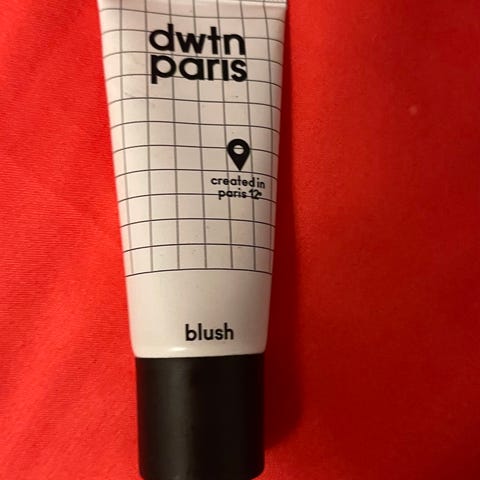 dwtn
paris
created in
paris 12e
blush